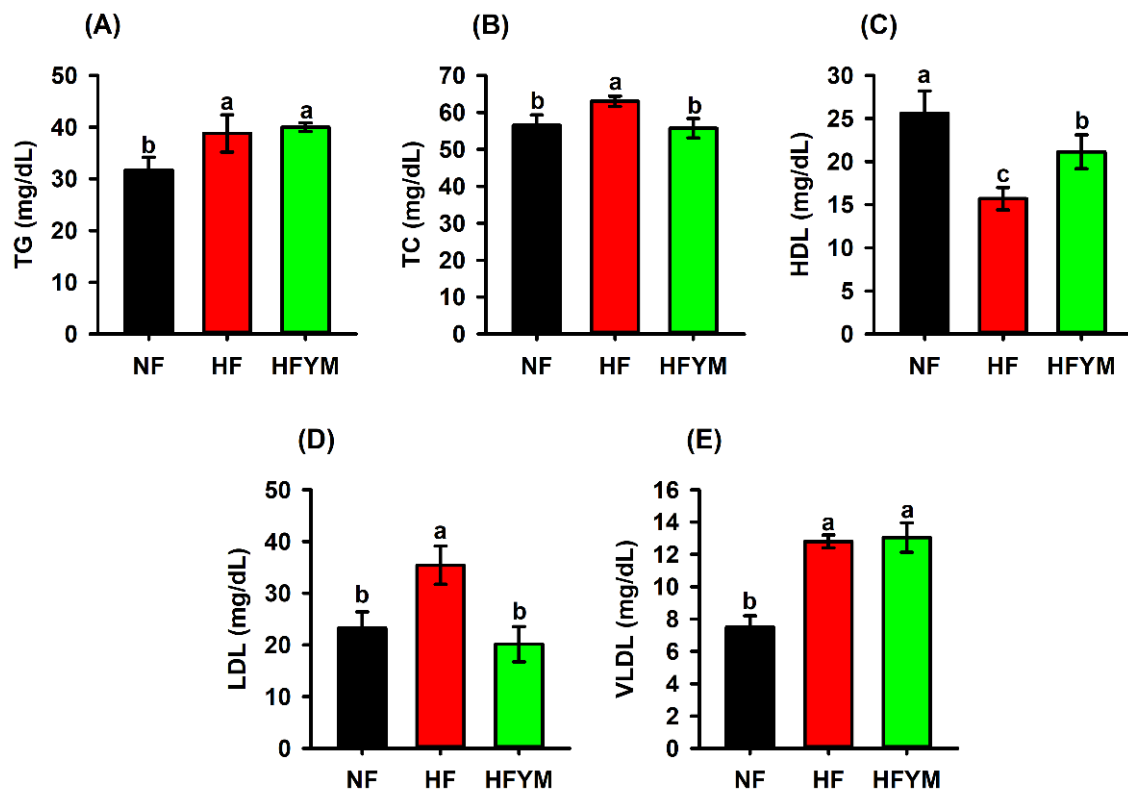 (A)
TG (mg/dL)
50
40
30
20
10
0
b
a
a
NF HF HFYM
(B)
TC (mg/dL)
70
60
50
40
30
20
10
0
b
a
b
NF HF HFYM
(C)
HDL (mg/dL)
30
25
20
15
10
5
0
a
c
b
NF HF HFYM
(D)
LDL (mg/dL)
50
40
30
20
10
0
b
a
b
NF HF HFYM
(E)
VLDL (mg/dL)
16
14
12
10
8
6
4
2
0
b
a
a
NF HF HFYM